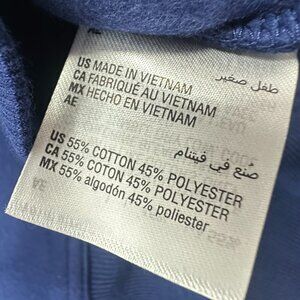 طفل صغير
US MADE IN VIETNAM
CA FABRIQUÉ AU VIETNAM
MX HECHO EN VIETNAM
AE
صُنع في فيتنام
US 55% COTTON 45% POLYESTER
CA 55% COTON 45% POLYESTER
MX 55% algodón 45% poliester